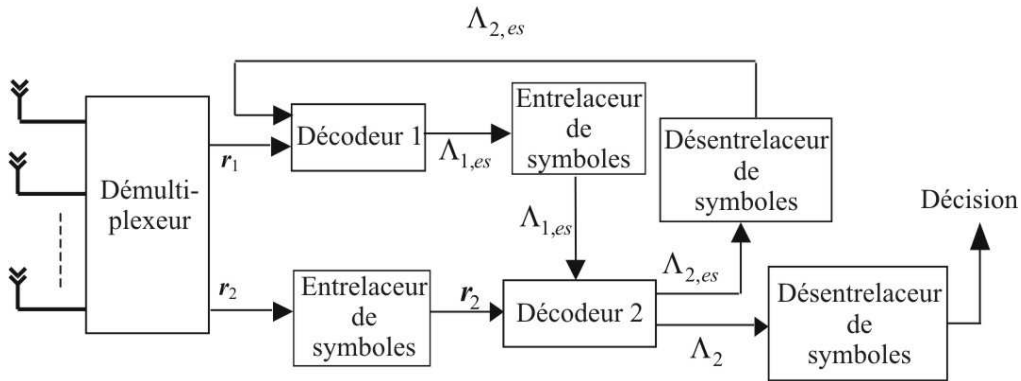 Λ2,es
Démulti-
plexeur
r1
Décodeur 1
Λ1,es
Entrelaceur
de
symboles
Désentrelaceur
de
symboles
Décision
Λ1,es
Λ2,es
r2
Entrelaceur
de
symboles
r2
Décodeur 2
Λ2
Désentrelaceur
de
symboles